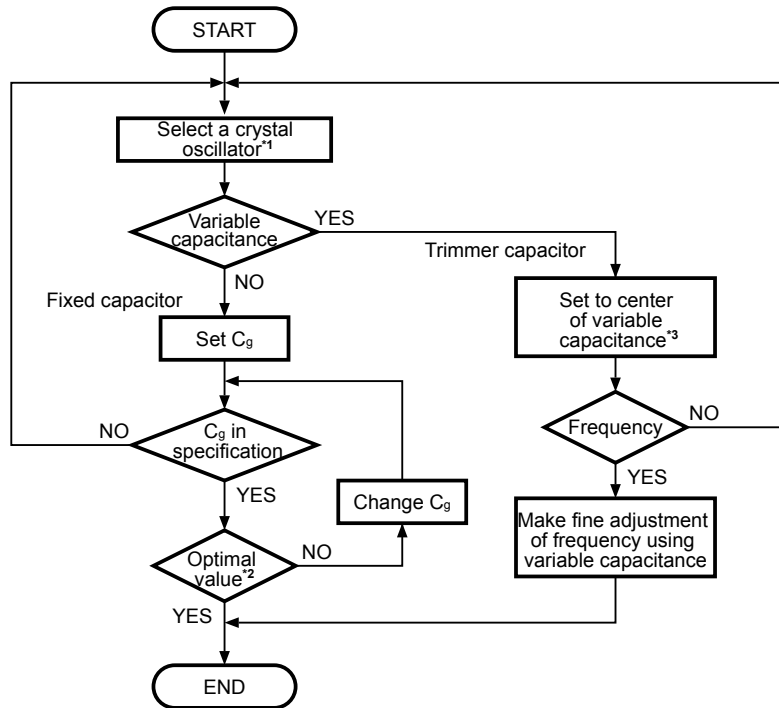 START
Select a crystal
oscillator*1
Variable
capacitance
YES
Trimmer capacitor
NO
Fixed capacitor
Set Cg
Set to center
of variable
capacitance*3
NO
Cg in
specification
YES
Change Cg
Frequency
NO
YES
Optimal
value*2
NO
YES
Make fine adjustment
of frequency using
variable capacitance
END